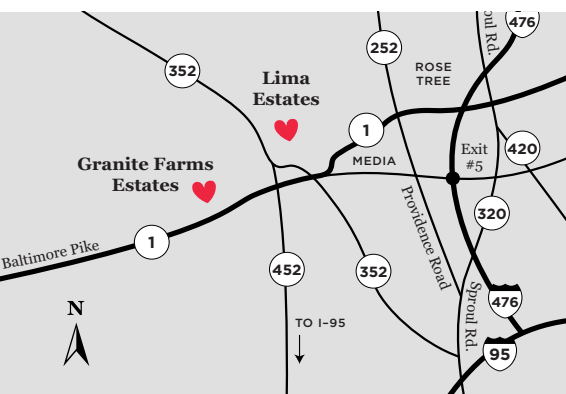 476
oul Rd.
252
ROSE
TREE
352
Lima
Estates
1
420
Exit
#5
MEDIA
Granite Farms
Estates
Providence Road
320
Baltimore Pike
1
452
352
Sproul Rd.
476
N
TO I–95
95